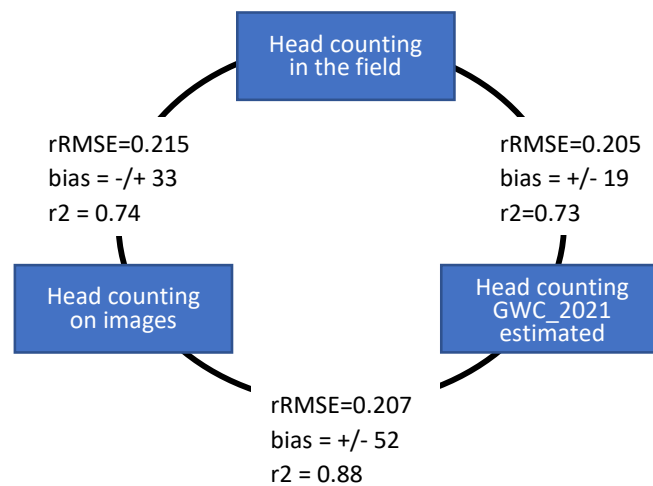 Head counting
in the field
rRMSE=0.215
bias = -/+ 33
r2 = 0.74
rRMSE=0.205
bias = +/- 19
r2=0.73
Head counting
on images
Head counting
GWC_2021
estimated
rRMSE=0.207
bias = +/- 52
r2 = 0.88